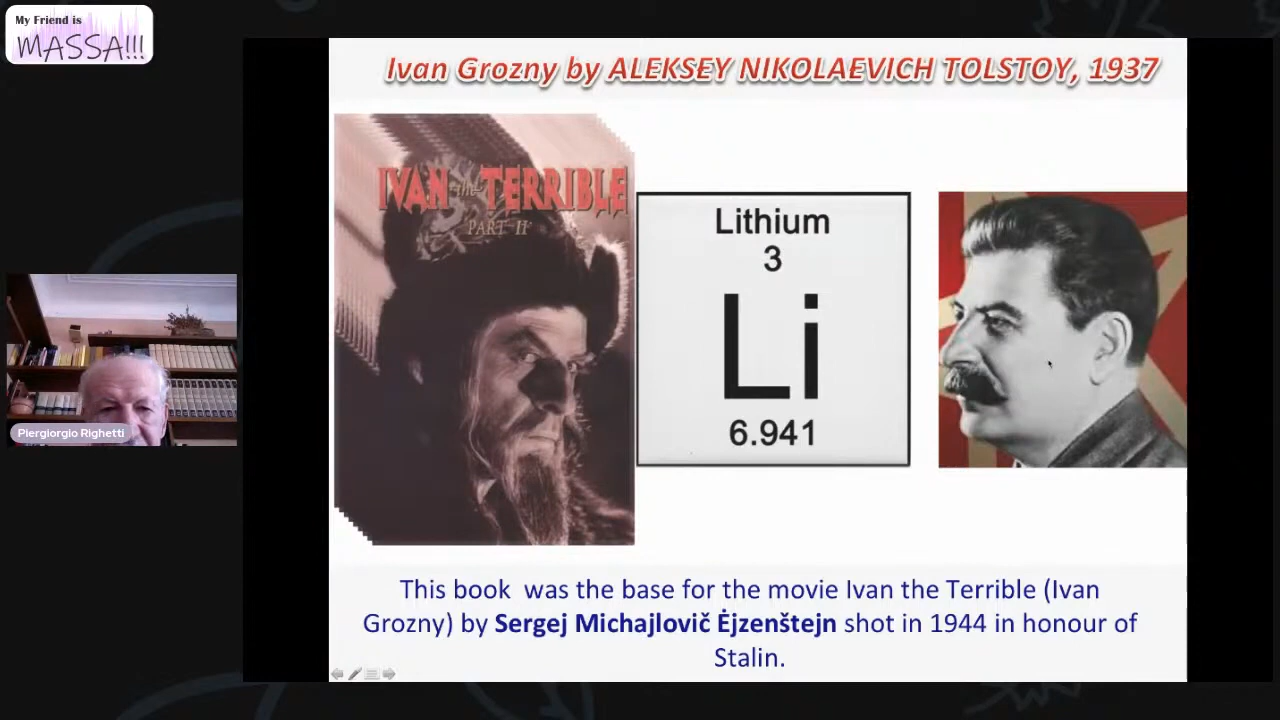 My Friend is
MASSA!!!
Ivan Grozny by ALEKSEY NIKOLAEVICH TOLSTOY, 1937
IVAN the TERRIBLE
PART II
Lithium
3
Li
6.941
Piergiorgio Righetti
This book was the base for the movie Ivan the Terrible (Ivan
Grozny) by Sergej Michajlovič Ėjzenštejn shot in 1944 in honour of
Stalin.